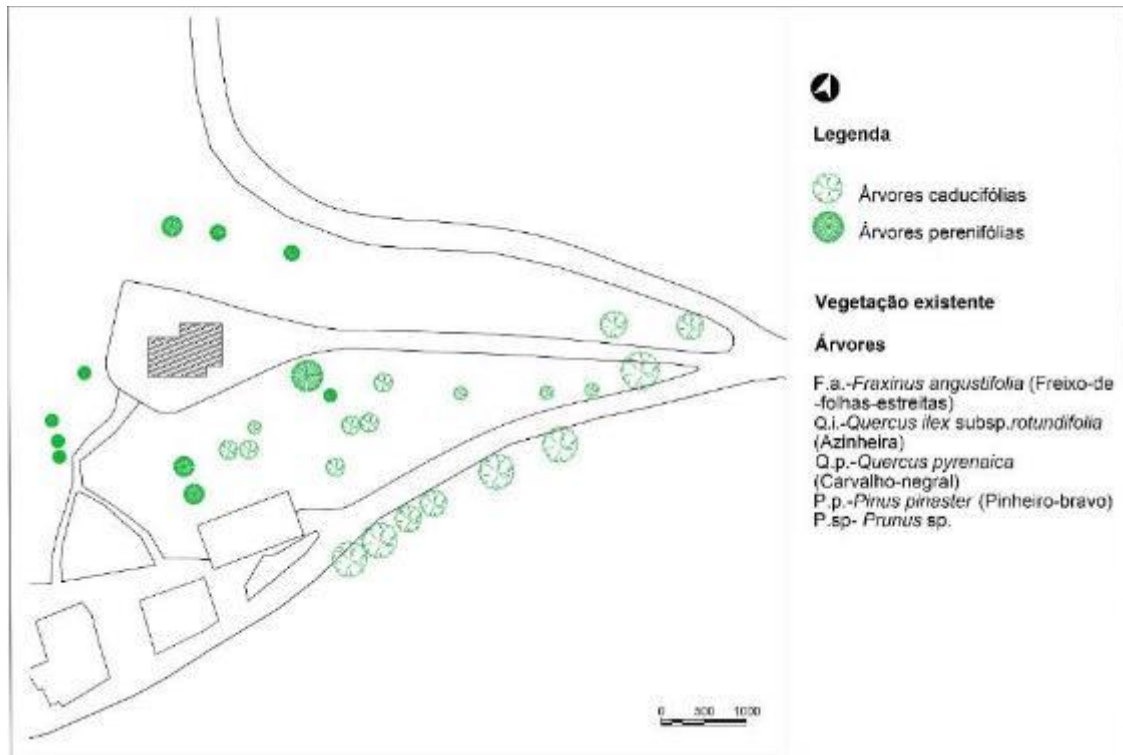 Legenda
Árvores caducifólias
Árvores perenifólias
Vegetação existente
Árvores
F.a.-Fraxinus angustifolia (Freixo-de
-folhas-estreitas)
Q.i.-Quercus ilex subsp.rotundifolia
(Azinheira)
Q.p.-Quercus pyrenaica
(Carvalho-negral)
P.p.-Pinus pinaster (Pinheiro-bravo)
P.sp- Prunus sp.
0 500 1000